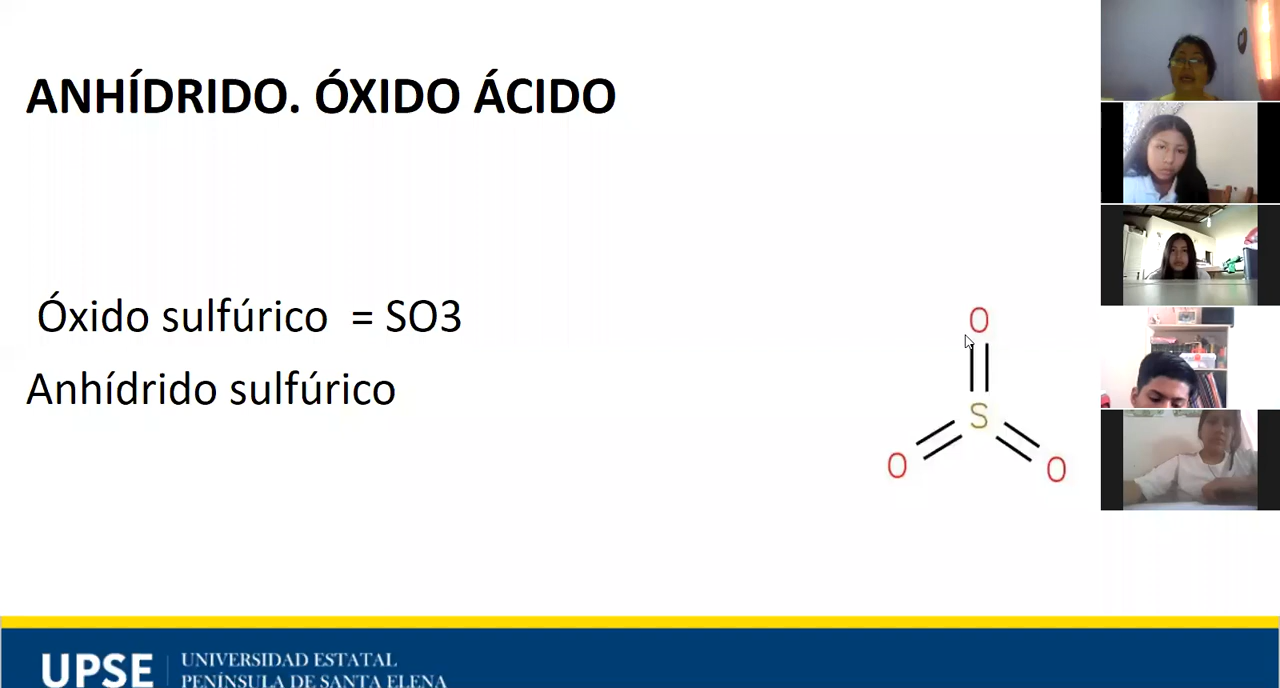 ANHÍDRIDO. ÓXIDO ÁCIDO
Óxido sulfúrico = SO3
Anhídrido sulfúrico
O
S
O
O
UPSE
UNIVERSIDAD ESTATAL
PENÍNSULA DE SANTA ELENA